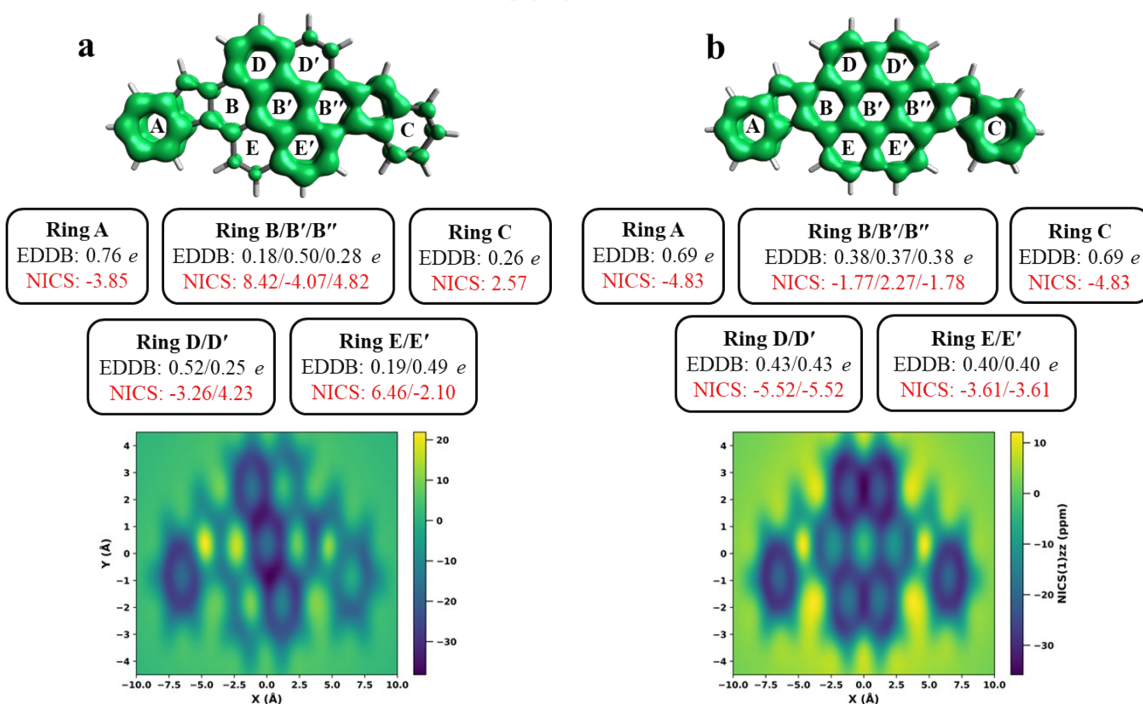 a
D D′
B B′ B″
A
C
E E′
Ring A
EDDB: 0.76 e
NICS: -3.85
Ring B/B′/B″
EDDB: 0.18/0.50/0.28 e
NICS: 8.42/-4.07/4.82
Ring C
EDDB: 0.26 e
NICS: 2.57
Ring D/D′
EDDB: 0.52/0.25 e
NICS: -3.26/4.23
Ring E/E′
EDDB: 0.19/0.49 e
NICS: 6.46/-2.10
4
3
2
1
0
−1
−2
−3
−4
Y (Å)
−10.0 −7.5 −5.0 −2.5 0.0 2.5 5.0 7.5 10.0
X (Å)
20
10
0
−10
−20
−30
b
D D′
B B′ B″
A C
E E′
Ring A
EDDB: 0.69 e
NICS: -4.83
Ring B/B′/B″
EDDB: 0.38/0.37/0.38 e
NICS: -1.77/2.27/-1.78
Ring C
EDDB: 0.69 e
NICS: -4.83
Ring D/D′
EDDB: 0.43/0.43 e
NICS: -5.52/-5.52
Ring E/E′
EDDB: 0.40/0.40 e
NICS: -3.61/-3.61
4
3
2
1
0
−1
−2
−3
−4
−10.0 −7.5 −5.0 −2.5 0.0 2.5 5.0 7.5 10.0
X (Å)
10
0
−10
−20
−30
NICS(1)zz (ppm)